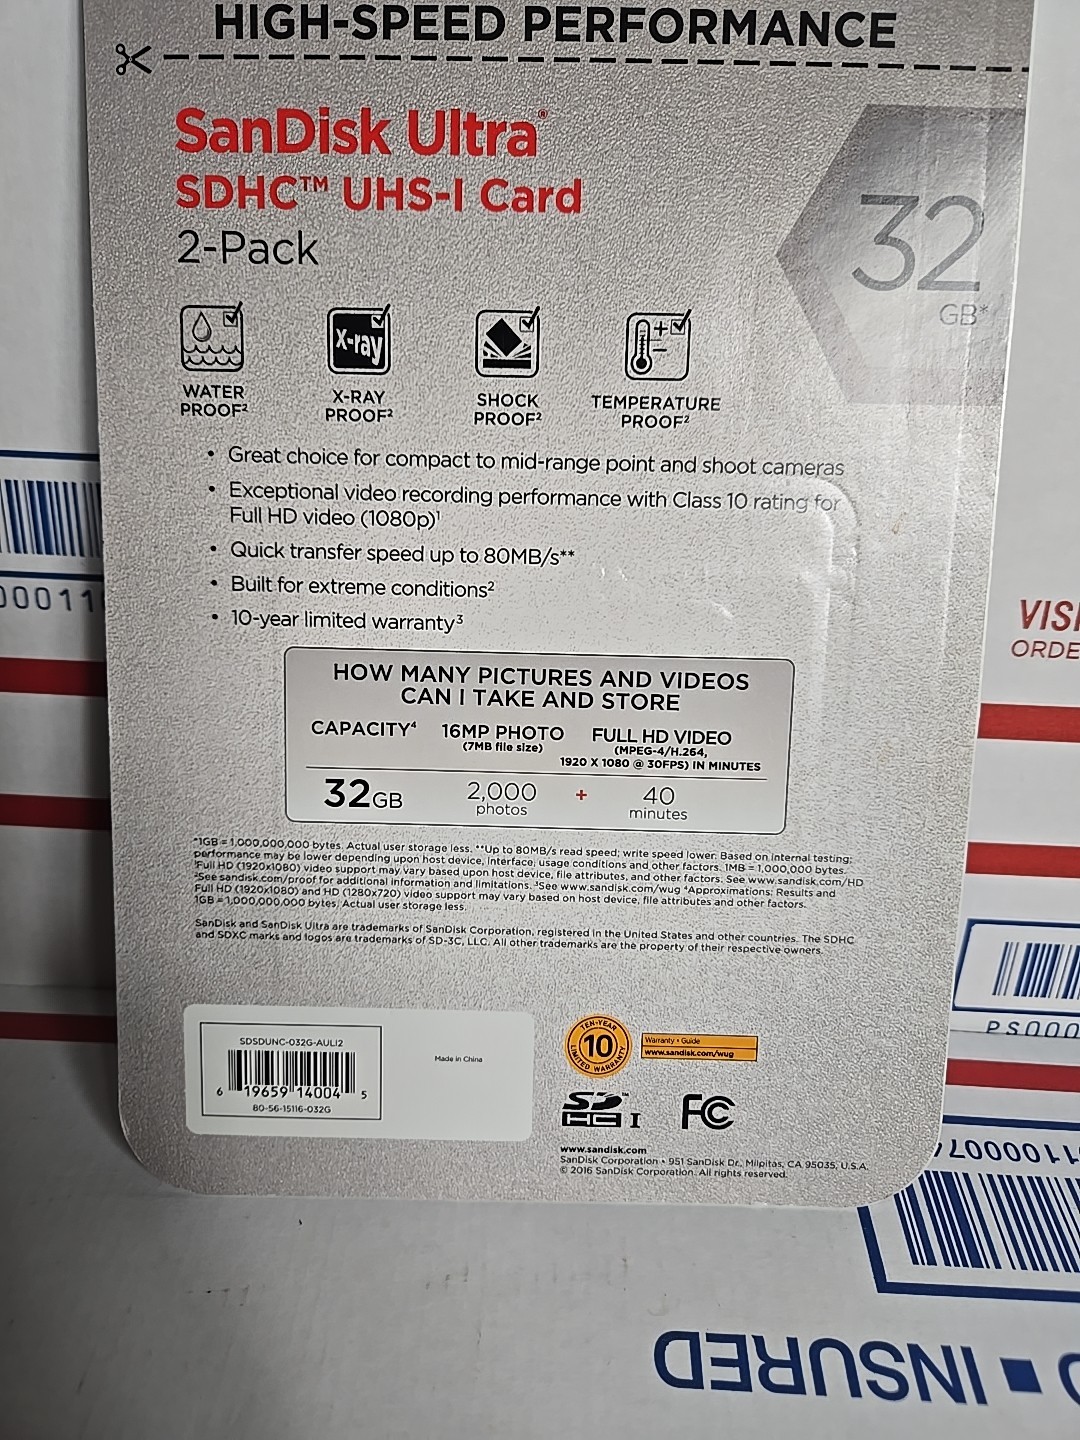 HIGH-SPEED PERFORMANCE
SanDisk Ultra®
SDHC™ UHS-I Card
2-Pack
32
GB*
X-ray
WATER
PROOF²
X-RAY
PROOF²
SHOCK
PROOF²
TEMPERATURE
PROOF²
• Great choice for compact to mid-range point and shoot cameras
• Exceptional video recording performance with Class 10 rating for
Full HD video (1080p)¹
• Quick transfer speed up to 80MB/s**
• Built for extreme conditions²
• 10-year limited warranty³
HOW MANY PICTURES AND VIDEOS
CAN I TAKE AND STORE
CAPACITY⁴ 16MP PHOTO FULL HD VIDEO
(7MB file size) (MPEG-4/H.264,
1920 X 1080 @ 30FPS) IN MINUTES
32GB 2,000 + 40
photos minutes
*1GB = 1,000,000,000 bytes. Actual user storage less. **Up to 80MB/s read speed; write speed lower. Based on internal testing;
performance may be lower depending upon host device, interface, usage conditions and other factors. 1MB = 1,000,000 bytes.
¹Full HD (1920x1080) video support may vary based upon host device, file attributes, and other factors. See www.sandisk.com/HD
²See sandisk.com/proof for additional information and limitations. ³See www.sandisk.com/wug ⁴Approximations: Results and
Full HD (1920x1080) and HD (1280x720) video support may vary based on host device, file attributes and other factors.
1GB = 1,000,000,000 bytes. Actual user storage less.
SanDisk and SanDisk Ultra are trademarks of SanDisk Corporation, registered in the United States and other countries. The SDHC
and SDXC marks and logos are trademarks of SD-3C, LLC. All other trademarks are the property of their respective owners.
SDSDUNC-032G-AULI2
6 19659 14004 5
80-56-15116-032G
Made in China
TEN-YEAR
10
LIMITED WARRANTY
Warranty • Guide
www.sandisk.com/wug
SD™
HC I
FC
www.sandisk.com
SanDisk Corporation • 951 SanDisk Dr., Milpitas, CA 95035, U.S.A.
© 2016 SanDisk Corporation. All rights reserved.
00011
VISI
ORDE
PS000
1000074
INSURED